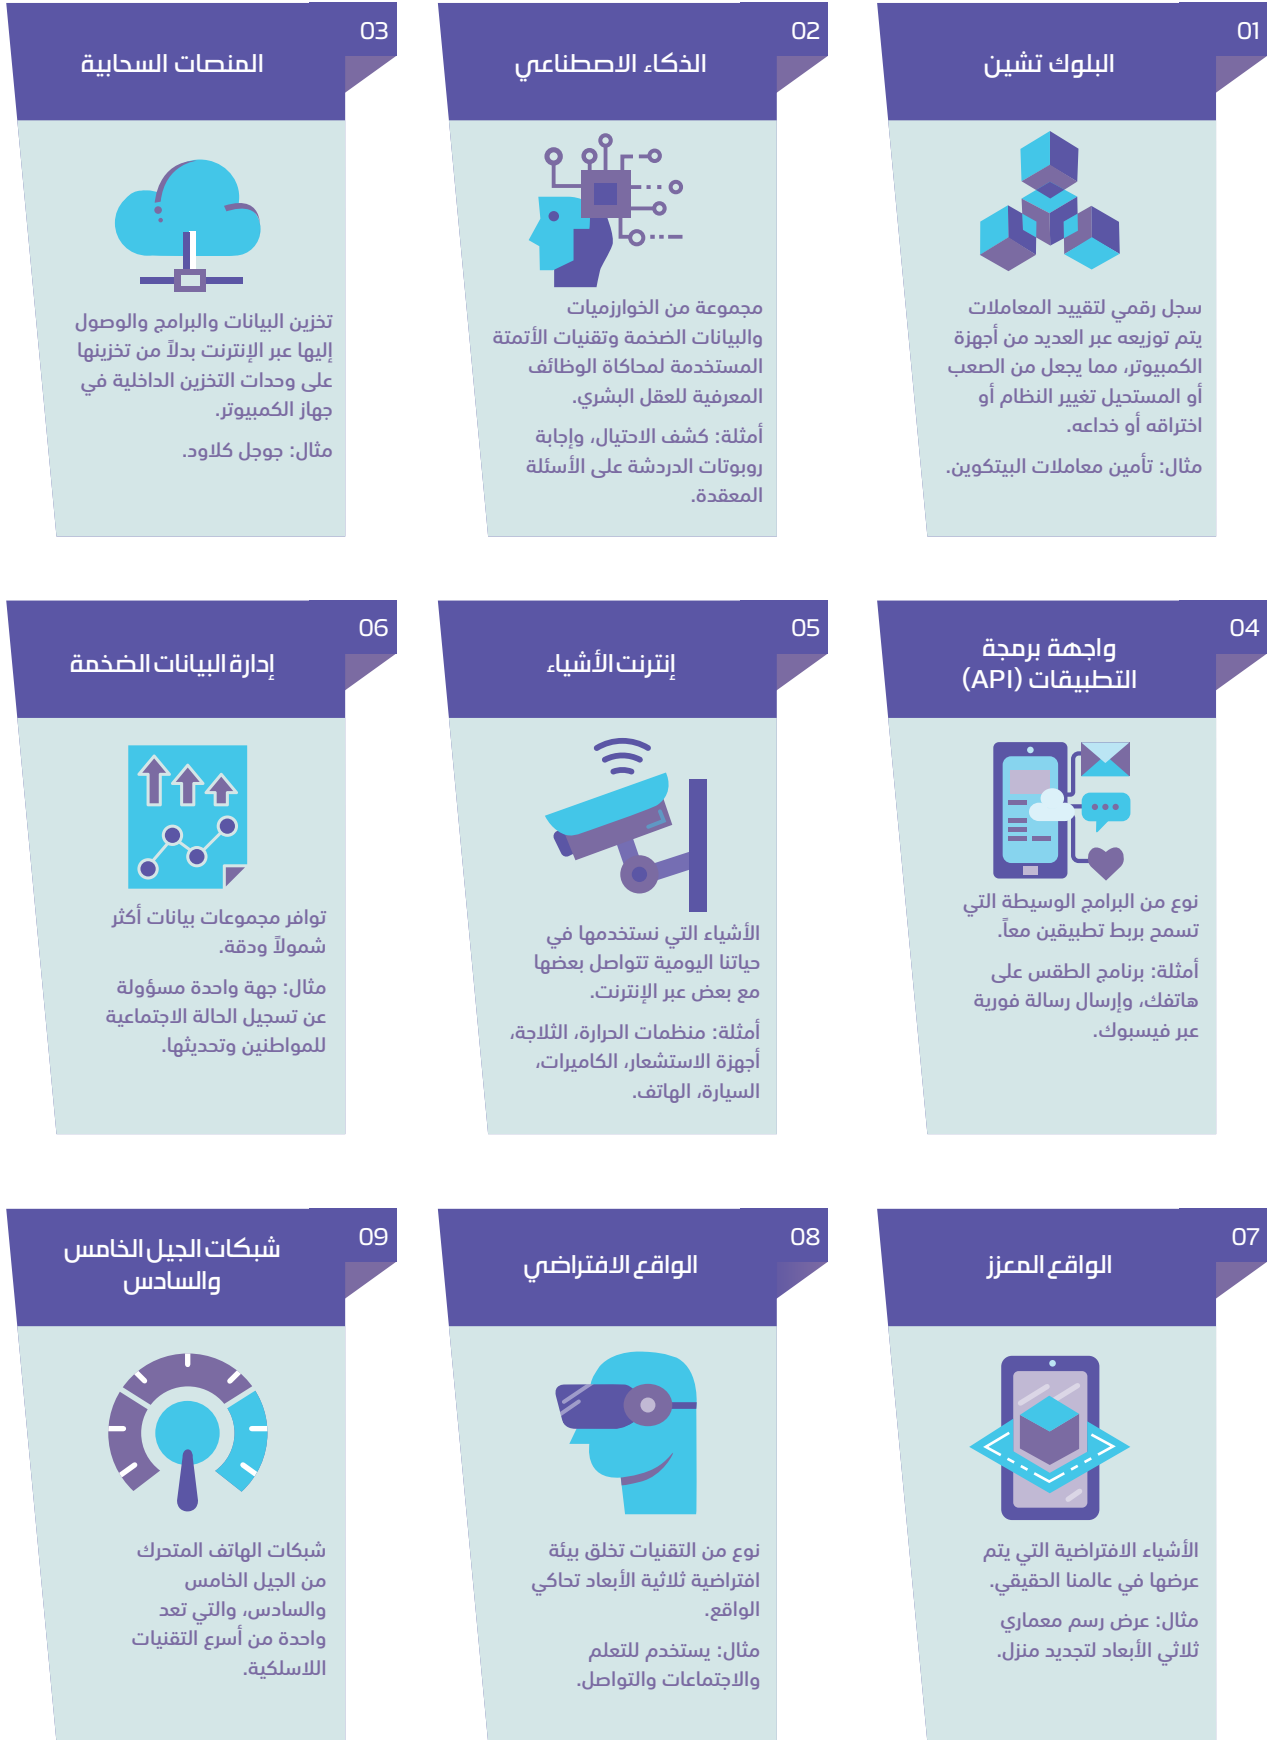 01
البلوك تشين
سجل رقمي لتقييد المعاملات
يتم توزيعه عبر العديد من أجهزة
الكمبيوتر، مما يجعل من الصعب
أو المستحيل تغيير النظام أو
اختراقه أو خداعه.
مثال: تأمين معاملات البيتكوين.
02
الذكاء الاصطناعي
مجموعة من الخوارزميات
والبيانات الضخمة وتقنيات الأتمتة
المستخدمة لمحاكاة الوظائف
المعرفية للعقل البشري.
أمثلة: كشف الاحتيال، وإجابة
روبوتات الدردشة على الأسئلة
المعقدة.
03
المنصات السحابية
تخزين البيانات والبرامج والوصول
إليها عبر الإنترنت بدلاً من تخزينها
على وحدات التخزين الداخلية في
جهاز الكمبيوتر.
مثال: جوجل كلاود.
04
واجهة برمجة
التطبيقات (API)
نوع من البرامج الوسيطة التي
تسمح بربط تطبيقين معاً.
أمثلة: برنامج الطقس على
هاتفك، وإرسال رسالة فورية
عبر فيسبوك.
05
إنترنت الأشياء
الأشياء التي نستخدمها في
حياتنا اليومية تتواصل بعضها
مع بعض عبر الإنترنت.
أمثلة: منظمات الحرارة، الثلاجة،
أجهزة الاستشعار، الكاميرات،
السيارة، الهاتف.
06
إدارة البيانات الضخمة
توافر مجموعات بيانات أكثر
شمولاً ودقة.
مثال: جهة واحدة مسؤولة
عن تسجيل الحالة الاجتماعية
للمواطنين وتحديثها.
07
الواقع المعزز
الأشياء الافتراضية التي يتم
عرضها في عالمنا الحقيقي.
مثال: عرض رسم معماري
ثلاثي الأبعاد لتجديد منزل.
08
الواقع الافتراضي
نوع من التقنيات تخلق بيئة
افتراضية ثلاثية الأبعاد تحاكي
الواقع.
مثال: يستخدم للتعلم
والاجتماعات والتواصل.
09
شبكات الجيل الخامس
والسادس
شبكات الهاتف المتحرك
من الجيل الخامس
والسادس، والتي تعد
واحدة من أسرع التقنيات
اللاسلكية.